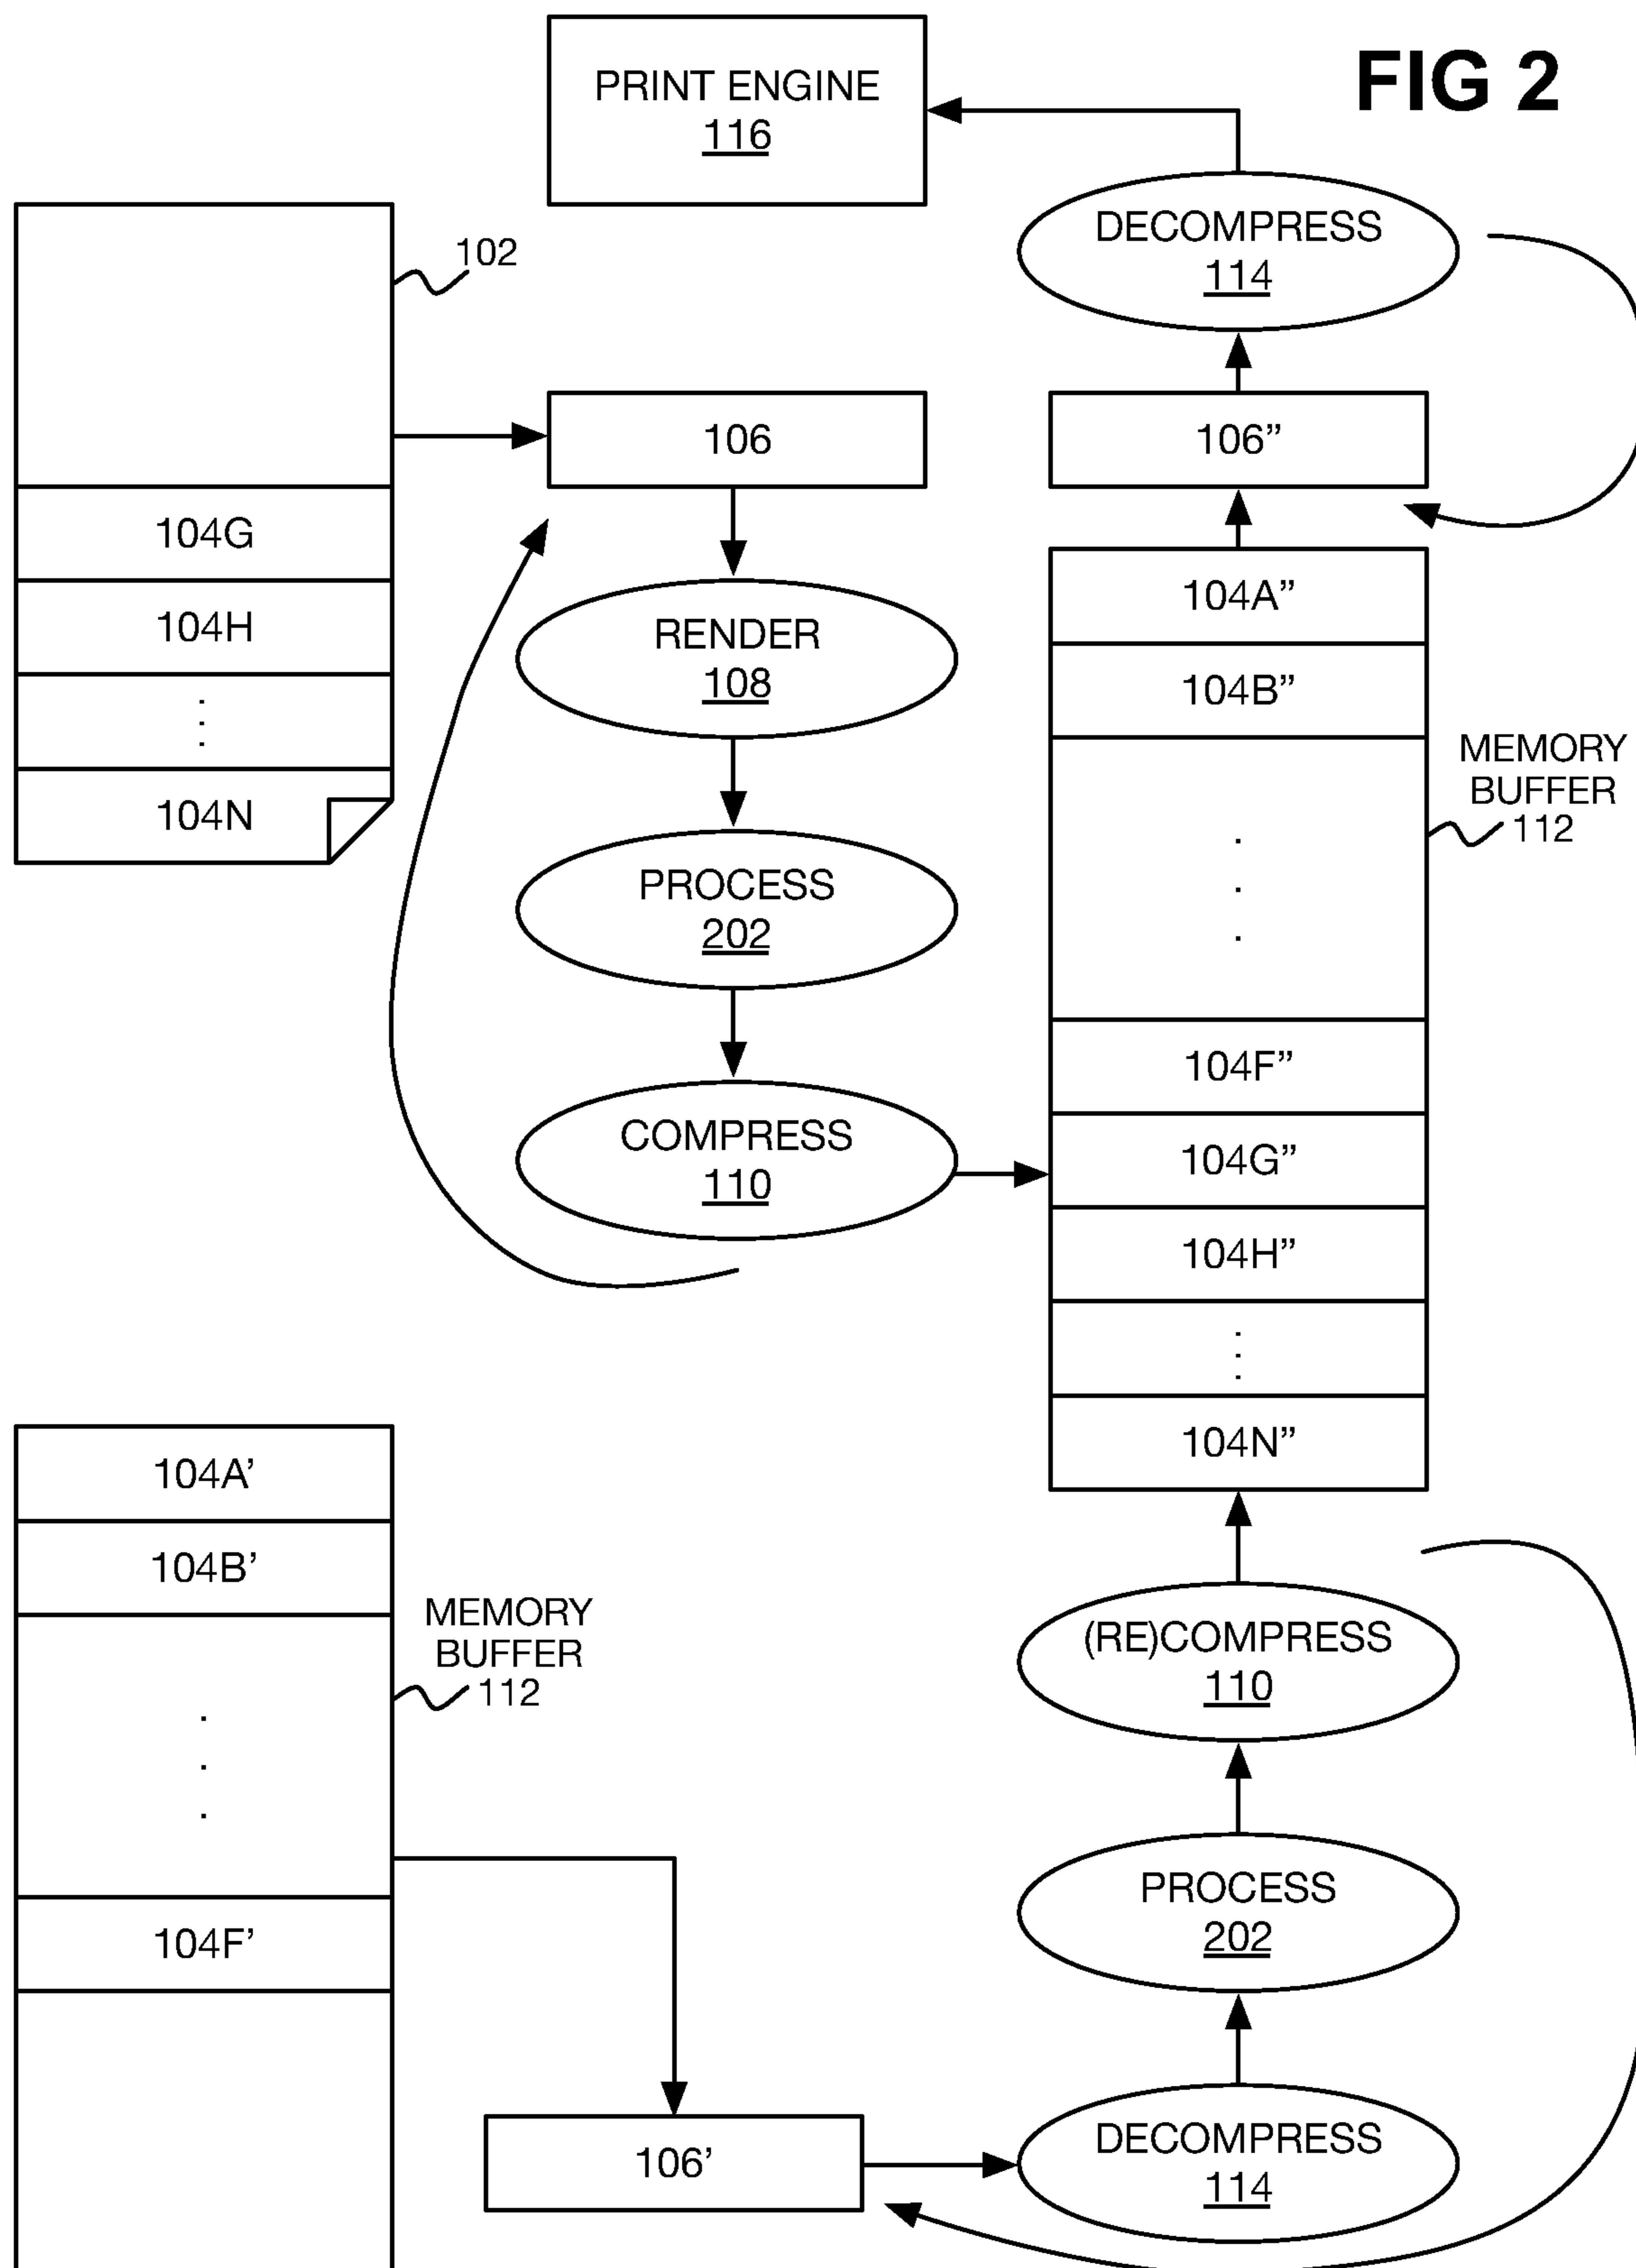 FIG 2
PRINT ENGINE
116
DECOMPRESS
114
102
106
106”
104G
104H
104N
RENDER
108
PROCESS
202
COMPRESS
110
104A”
104B”
MEMORY
BUFFER
112
104F”
104G”
104H”
104N”
104A’
104B’
MEMORY
BUFFER
112
104F’
(RE)COMPRESS
110
PROCESS
202
106’
DECOMPRESS
114